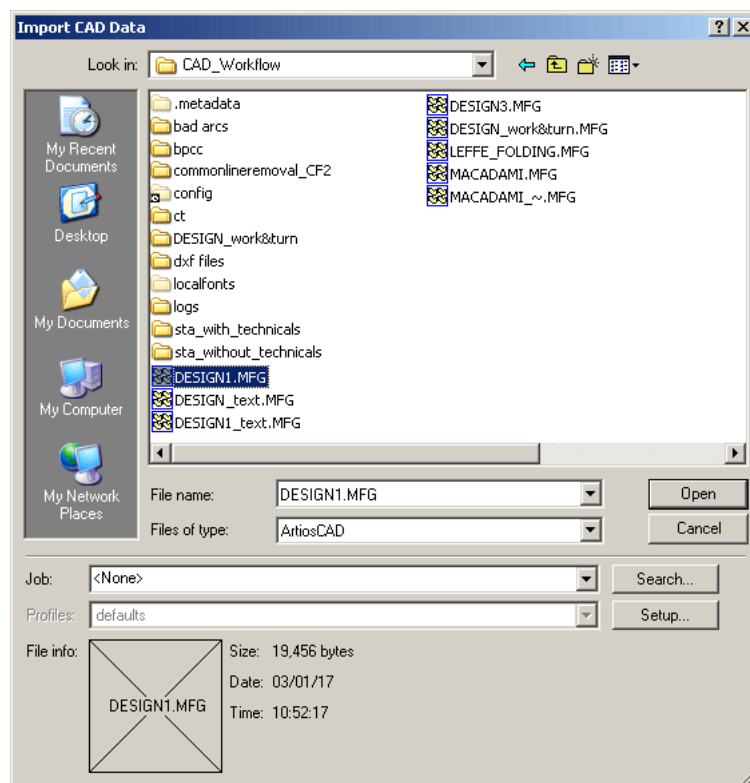 Import CAD Data
Look in: CAD_Workflow
My Recent
Documents
Desktop
My Documents
My Computer
My Network
Places
.metadata
bad arcs
bpcc
commonlineremoval_CF2
config
ct
DESIGN_work&turn
dxf files
localfonts
logs
sta_with_technicals
sta_without_technicals
DESIGN1.MFG
DESIGN_text.MFG
DESIGN1_text.MFG
DESIGN3.MFG
DESIGN_work&turn.MFG
LEFFE_FOLDING.MFG
MACADAMI.MFG
MACADAMI_~.MFG
File name: DESIGN1.MFG Open
Files of type: ArtiosCAD Cancel
Job: <None> Search...
Profiles: defaults Setup...
File info: DESIGN1.MFG
Size: 19,456 bytes
Date: 03/01/17
Time: 10:52:17